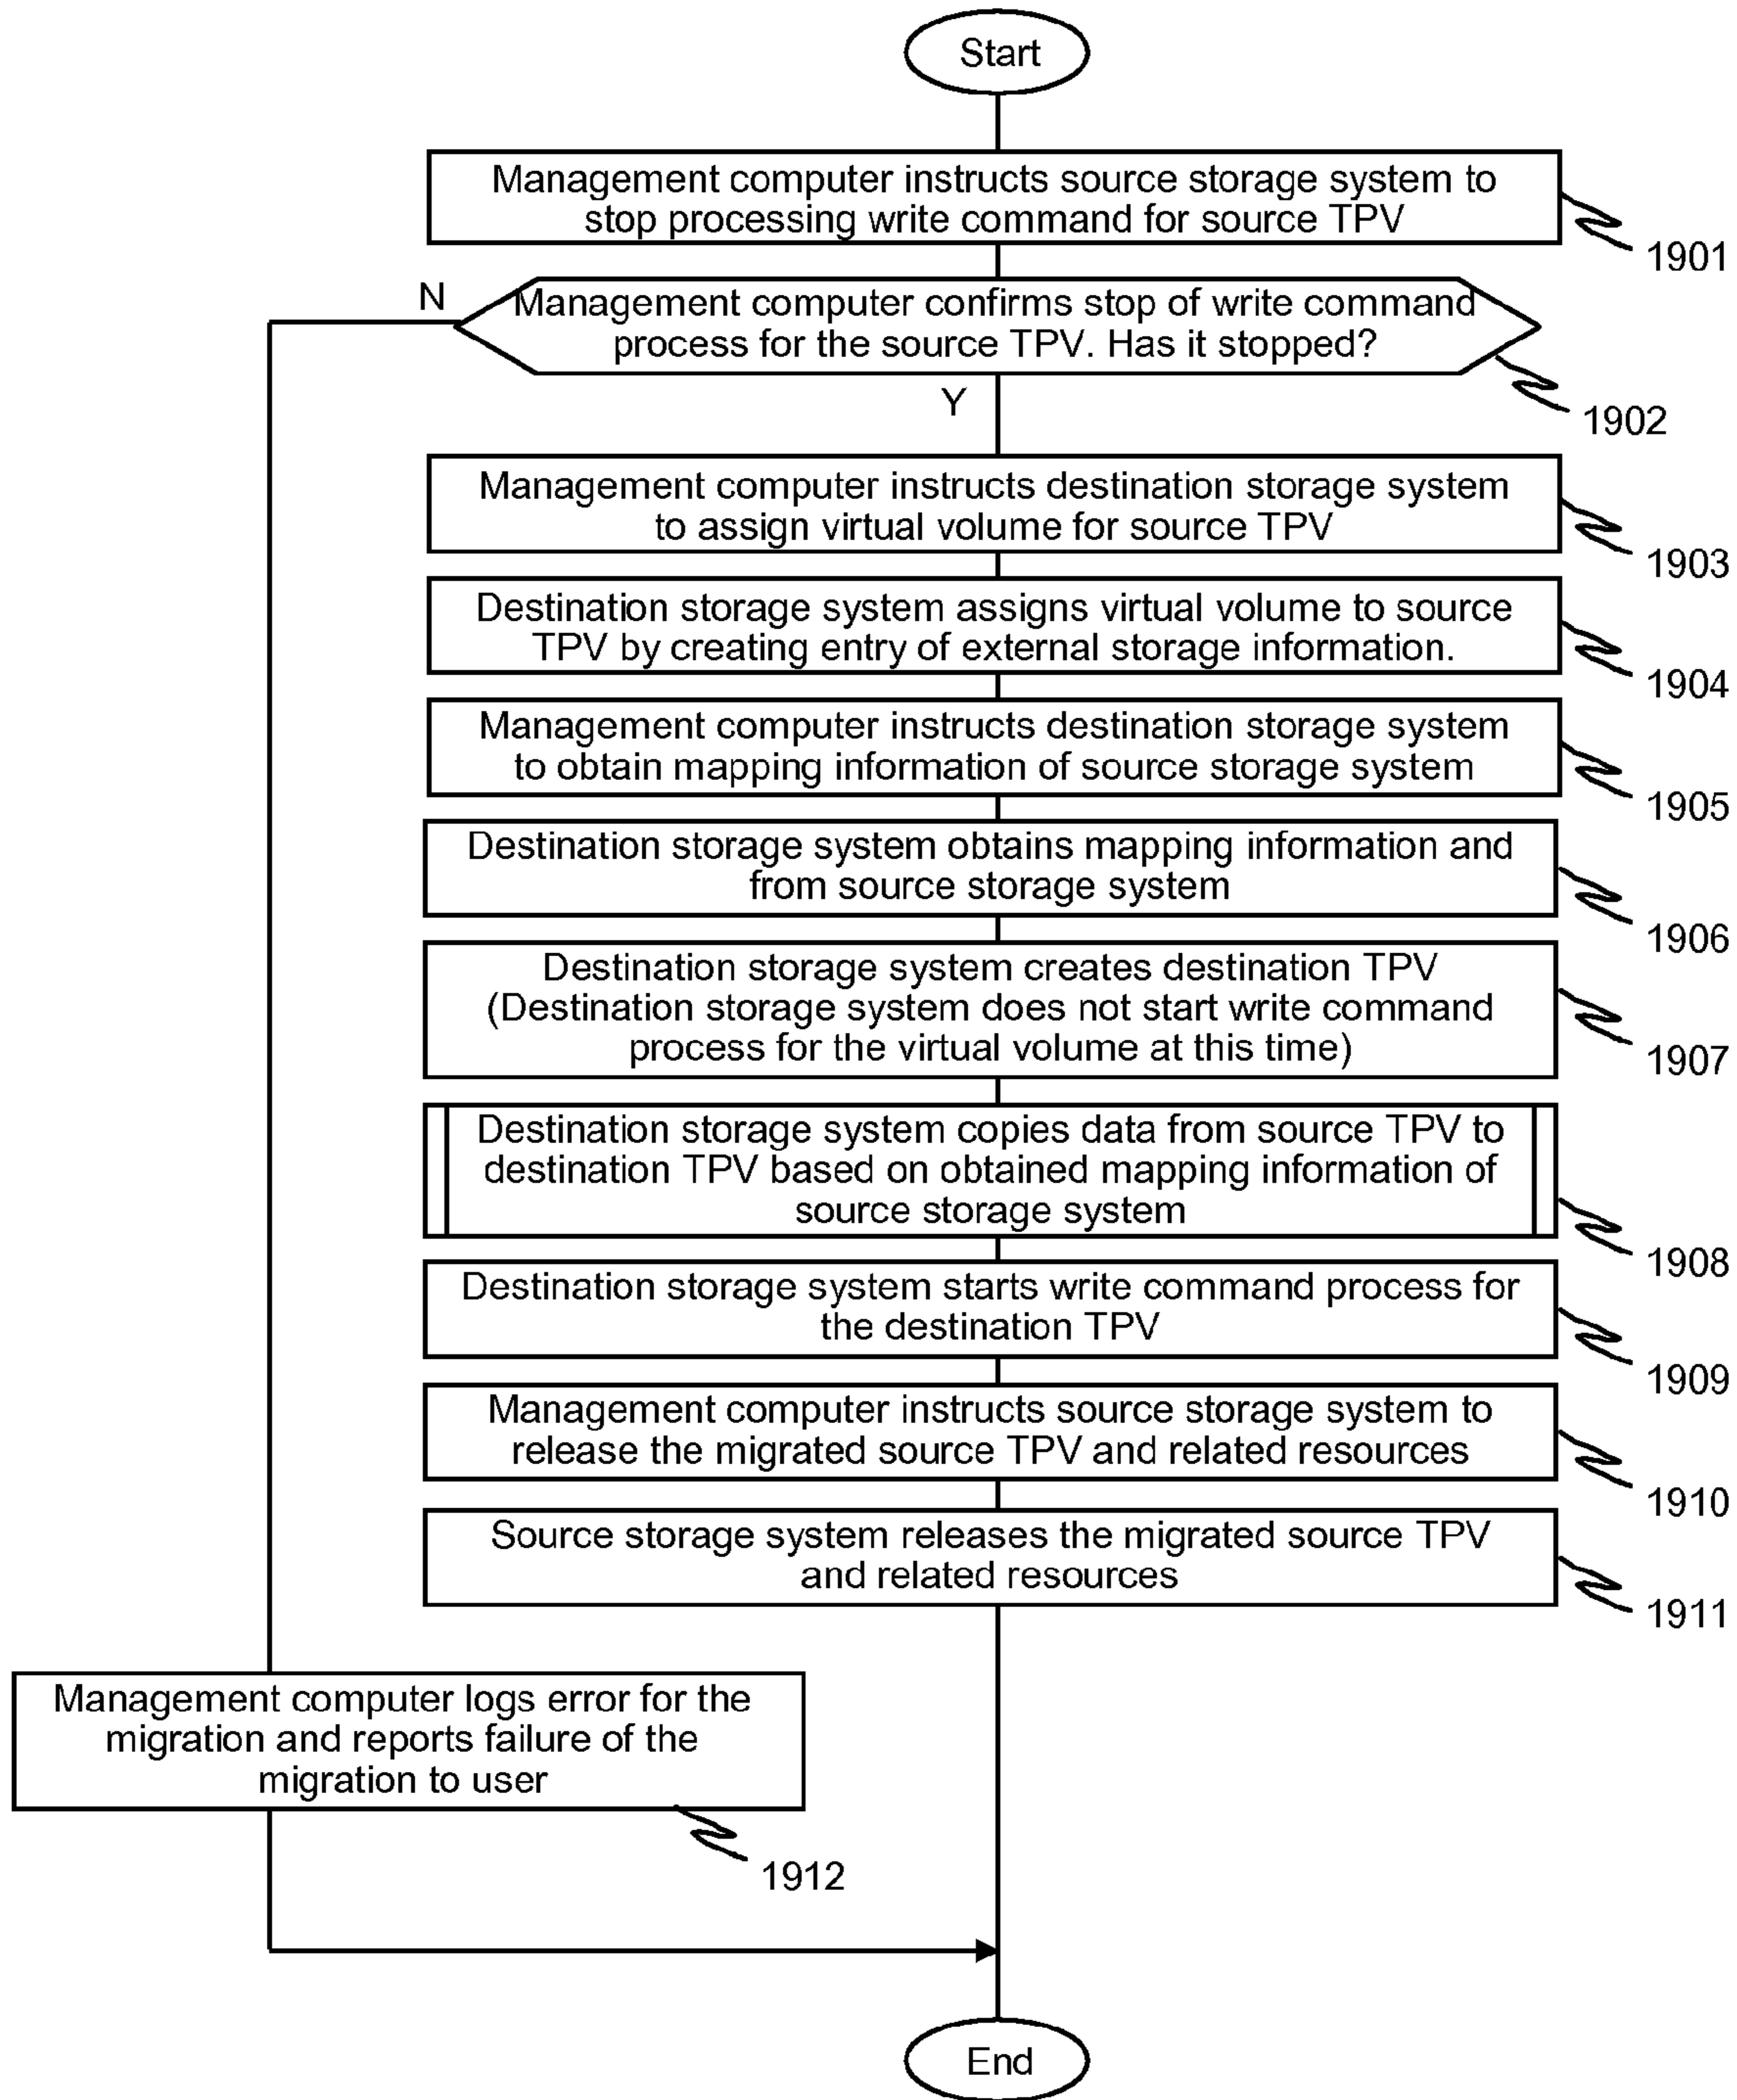 Start
Management computer instructs source storage system to
stop processing write command for source TPV
1901
N
Management computer confirms stop of write command
process for the source TPV. Has it stopped?
Y
1902
Management computer instructs destination storage system
to assign virtual volume for source TPV
1903
Destination storage system assigns virtual volume to source
TPV by creating entry of external storage information.
1904
Management computer instructs destination storage system
to obtain mapping information of source storage system
1905
Destination storage system obtains mapping information and
from source storage system
1906
Destination storage system creates destination TPV
(Destination storage system does not start write command
process for the virtual volume at this time)
1907
Destination storage system copies data from source TPV to
destination TPV based on obtained mapping information of
source storage system
1908
Destination storage system starts write command process for
the destination TPV
1909
Management computer instructs source storage system to
release the migrated source TPV and related resources
1910
Source storage system releases the migrated source TPV
and related resources
1911
Management computer logs error for the
migration and reports failure of the
migration to user
1912
End